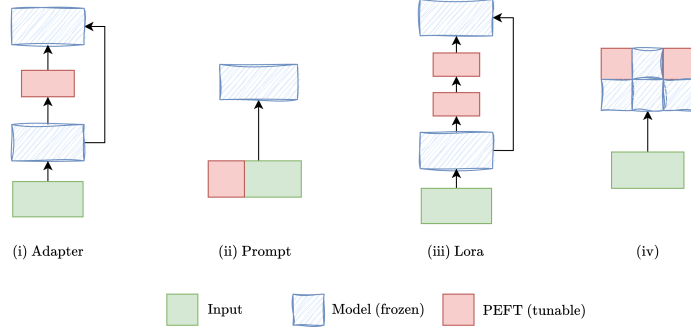 (i) Adapter
(ii) Prompt
(iii) Lora
(iv)
Input
Model (frozen)
PEFT (tunable)